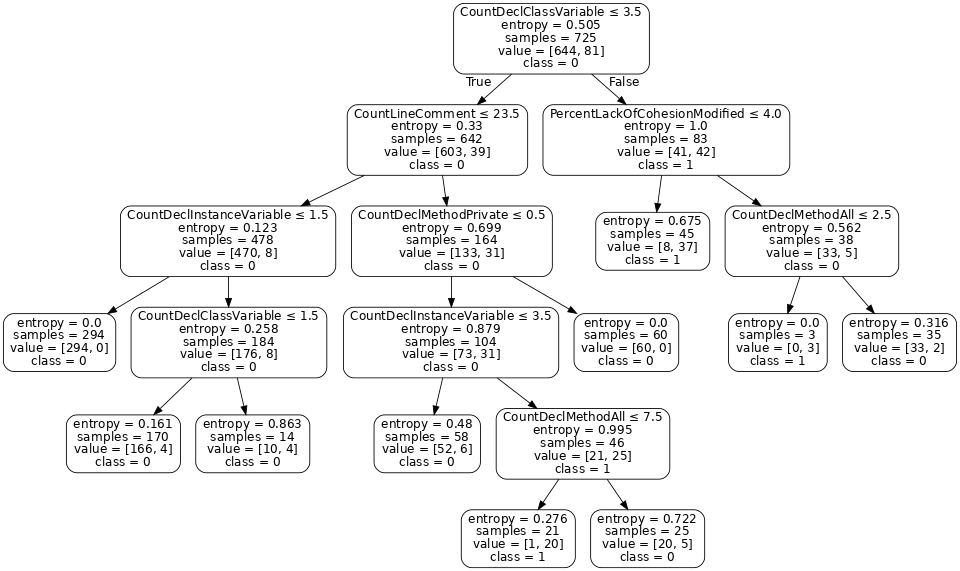 CountDeclClassVariable ≤ 3.5
entropy = 0.505
samples = 725
value = [644, 81]
class = 0
True
False
CountLineComment ≤ 23.5
entropy = 0.33
samples = 642
value = [603, 39]
class = 0
PercentLackOfCohesionModified ≤ 4.0
entropy = 1.0
samples = 83
value = [41, 42]
class = 1
CountDeclInstanceVariable ≤ 1.5
entropy = 0.123
samples = 478
value = [470, 8]
class = 0
CountDeclMethodPrivate ≤ 0.5
entropy = 0.699
samples = 164
value = [133, 31]
class = 0
entropy = 0.675
samples = 45
value = [8, 37]
class = 1
CountDeclMethodAll ≤ 2.5
entropy = 0.562
samples = 38
value = [33, 5]
class = 0
entropy = 0.0
samples = 294
value = [294, 0]
class = 0
CountDeclClassVariable ≤ 1.5
entropy = 0.258
samples = 184
value = [176, 8]
class = 0
CountDeclInstanceVariable ≤ 3.5
entropy = 0.879
samples = 104
value = [73, 31]
class = 0
entropy = 0.0
samples = 60
value = [60, 0]
class = 0
entropy = 0.0
samples = 3
value = [0, 3]
class = 1
entropy = 0.316
samples = 35
value = [33, 2]
class = 0
entropy = 0.161
samples = 170
value = [166, 4]
class = 0
entropy = 0.863
samples = 14
value = [10, 4]
class = 0
entropy = 0.48
samples = 58
value = [52, 6]
class = 0
CountDeclMethodAll ≤ 7.5
entropy = 0.995
samples = 46
value = [21, 25]
class = 1
entropy = 0.276
samples = 21
value = [1, 20]
class = 1
entropy = 0.722
samples = 25
value = [20, 5]
class = 0